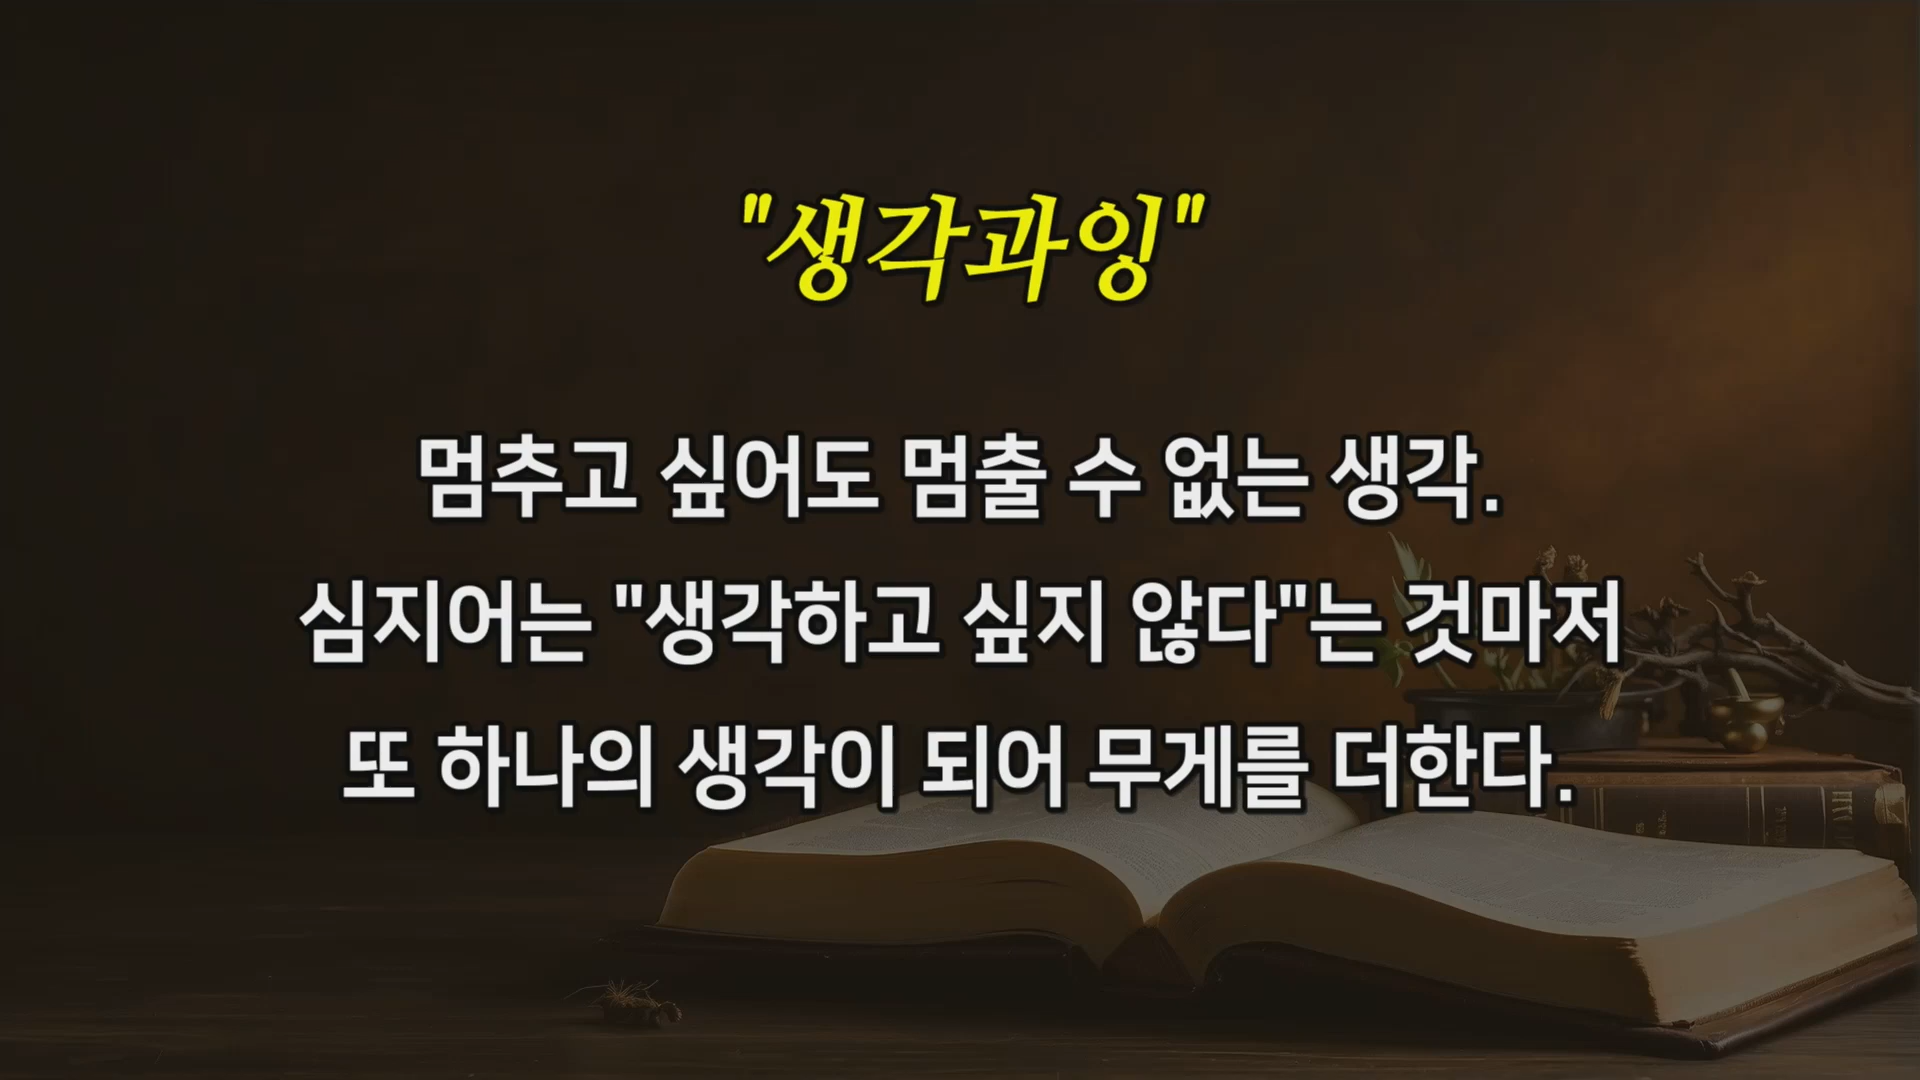 "생각과잉"
멈추고 싶어도 멈출 수 없는 생각.
심지어는 "생각하고 싶지 않다"는 것마저
또 하나의 생각이 되어 무게를 더한다.